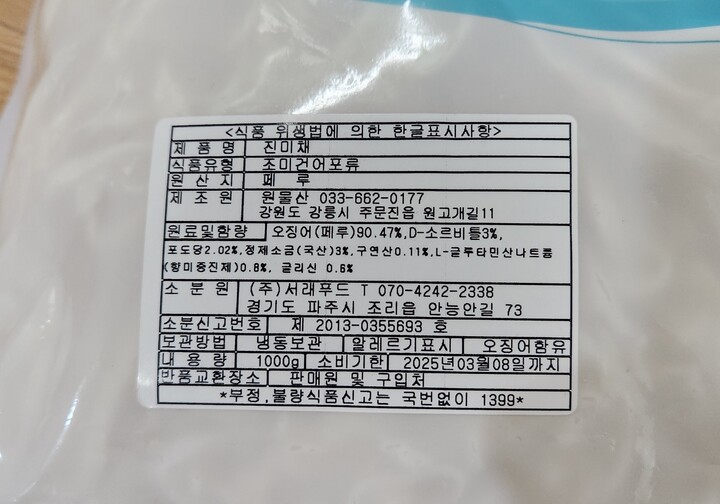 <식품 위생법에 의한 한글표시사항>
제 품 명 진미채
식품유형 조미건어포류
원 산 지 페 루
제 조 원 원물산 033-662-0177
강원도 강릉시 주문진읍 원고개길11
원료및함량 오징어(페루)90.47%,D-소르비톨3%,
포도당2.02%,정제소금(국산)3%,구연산0.11%,L-글루타민산나트륨
(향미증진제)0.8%, 글리신 0.6%
소 분 원 (주)서래푸드 T 070-4242-2338
경기도 파주시 조리읍 안능안길 73
소분신고번호 제 2013-0355693 호
보관방법 냉동보관 알레르기표시 오징어함유
내 용 량 1000g 소비기한 2025년03월08일까지
반품교환장소 판매원 및 구입처
*부정,불량식품신고는 국번없이 1399*